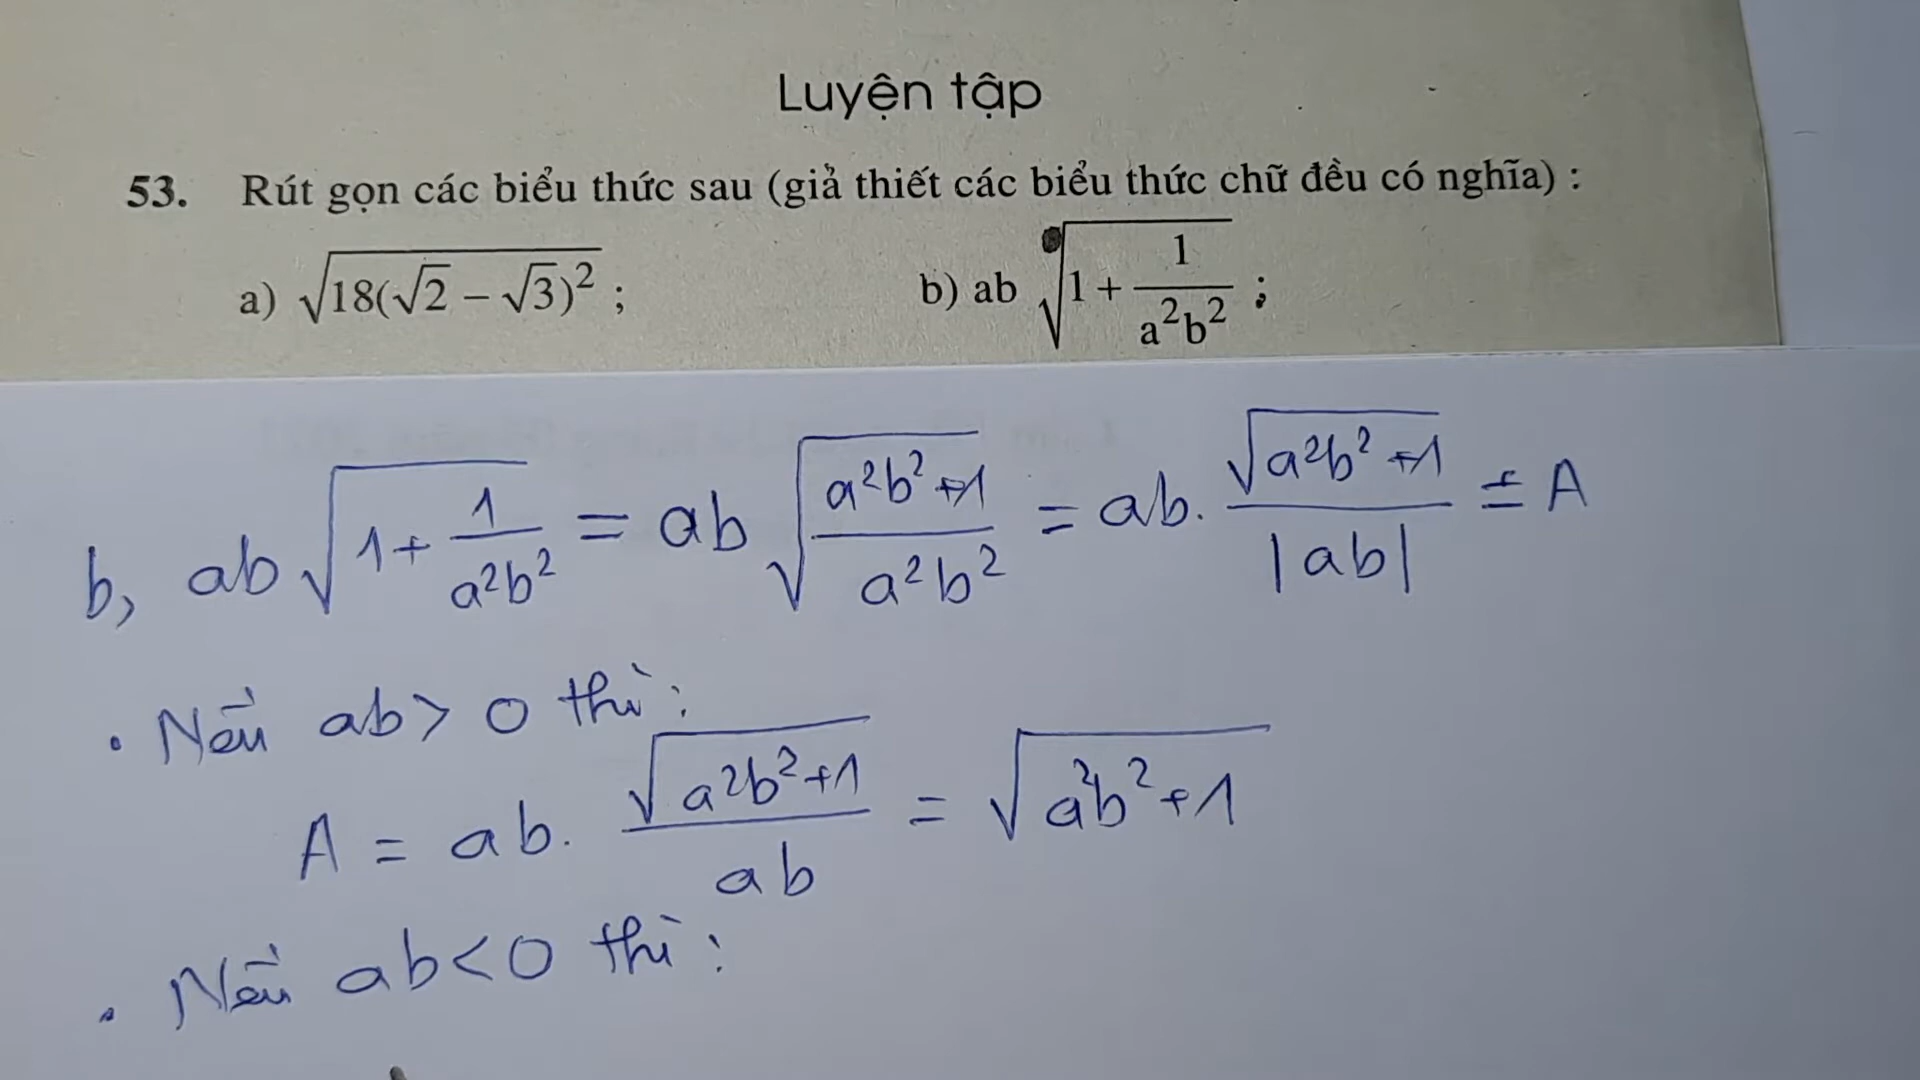 Luyện tập
53. Rút gọn các biểu thức sau (giả thiết các biểu thức chữ đều có nghĩa) :
a) √(18(√2 − √3)²) ; b) ab √(1 + 1/(a²b²)) ;
b, ab√(1 + 1/(a²b²)) = ab√((a²b² + 1)/(a²b²)) = ab. √(a²b² + 1)/|ab| = A
. Nếu ab > 0 thì :
A = ab. √(a²b² + 1)/(ab) = √(a²b² + 1)
. Nếu ab < 0 thì :